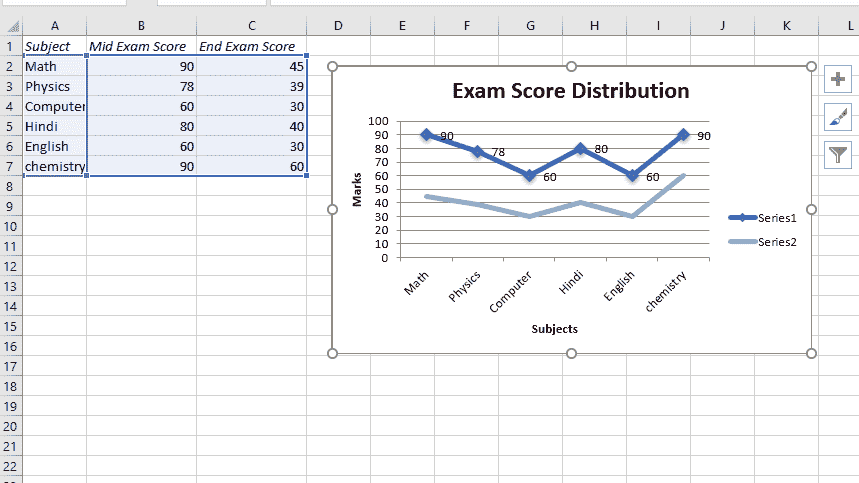 A B C D E F G H I J K L
1 Subject Mid Exam Score End Exam Score
2 Math 90 45
3 Physics 78 39
4 Computer 60 30
5 Hindi 80 40
6 English 60 30
7 chemistry 90 60
8
9
10
11
12
13
14
15
16
17
18
19
20
21
22
Exam Score Distribution
100
90
80
70
60
50
40
30
20
10
0
Marks
90 78 60 80 60 90
Math Physics Computer Hindi English chemistry
Subjects
Series1
Series2